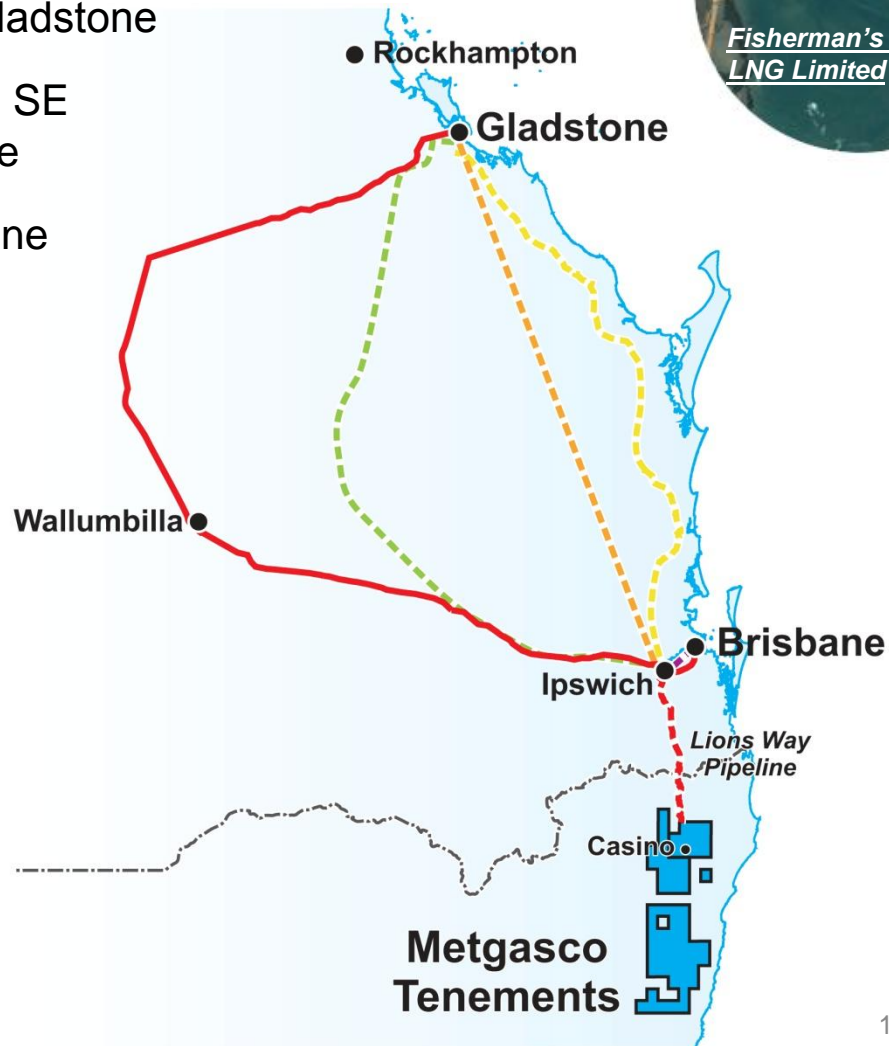 ladstone
SE
e
ne
Fisherman's
LNG Limited
Rockhampton
Gladstone
Wallumbilla
Brisbane
Ipswich
Lions Way
Pipeline
Casino
Metgasco
Tenements
1